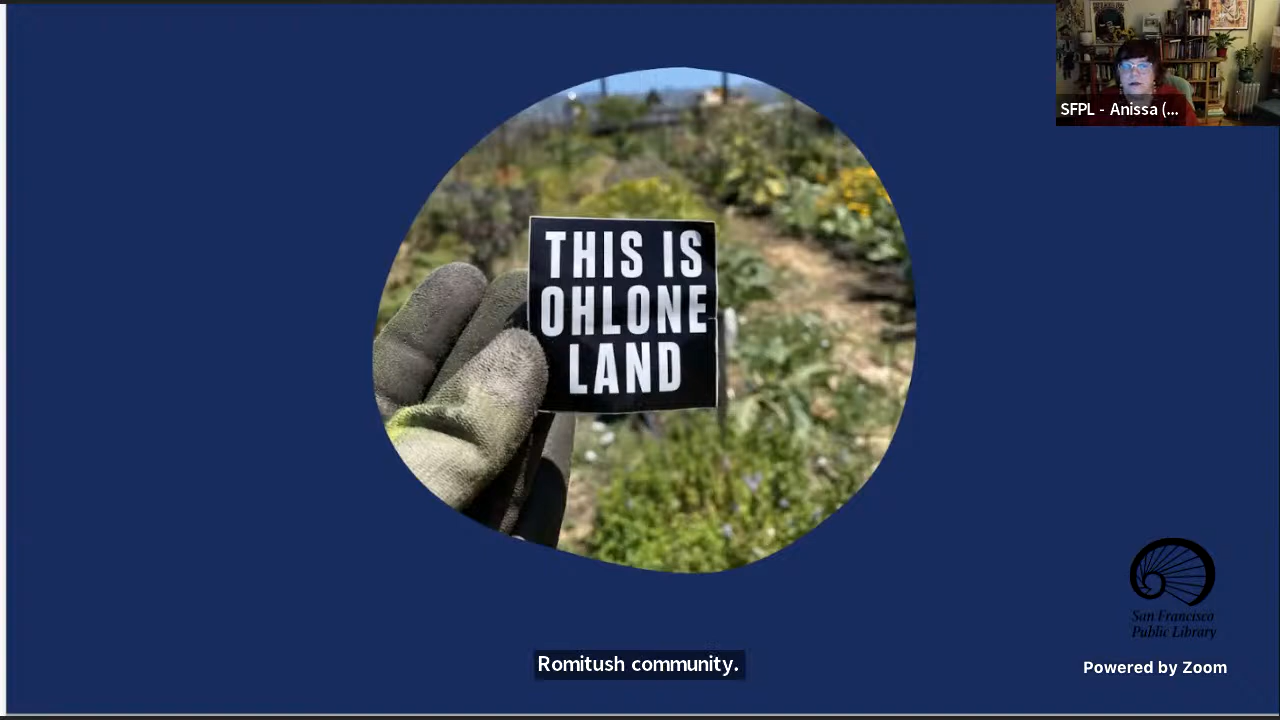 SFPL - Anissa (...
THIS IS
OHLONE
LAND
San Francisco
Public Library
Romitush community.
Powered by Zoom